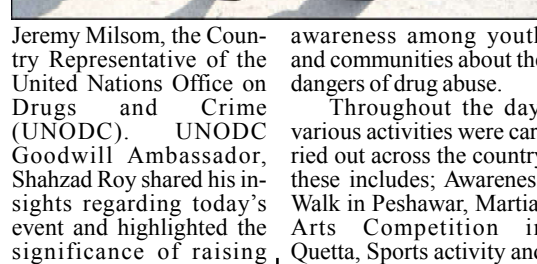 Jeremy Milsom, the Coun-
try Representative of the
United Nations Office on
Drugs and Crime
(UNODC). UNODC
Goodwill Ambassador,
Shahzad Roy shared his in-
sights regarding today's
event and highlighted the
significance of raising
awareness among youth
and communities about the
dangers of drug abuse.
Throughout the day,
various activities were car-
ried out across the country
these includes; Awareness
Walk in Peshawar, Martial
Arts Competition in
Quetta, Sports activity and